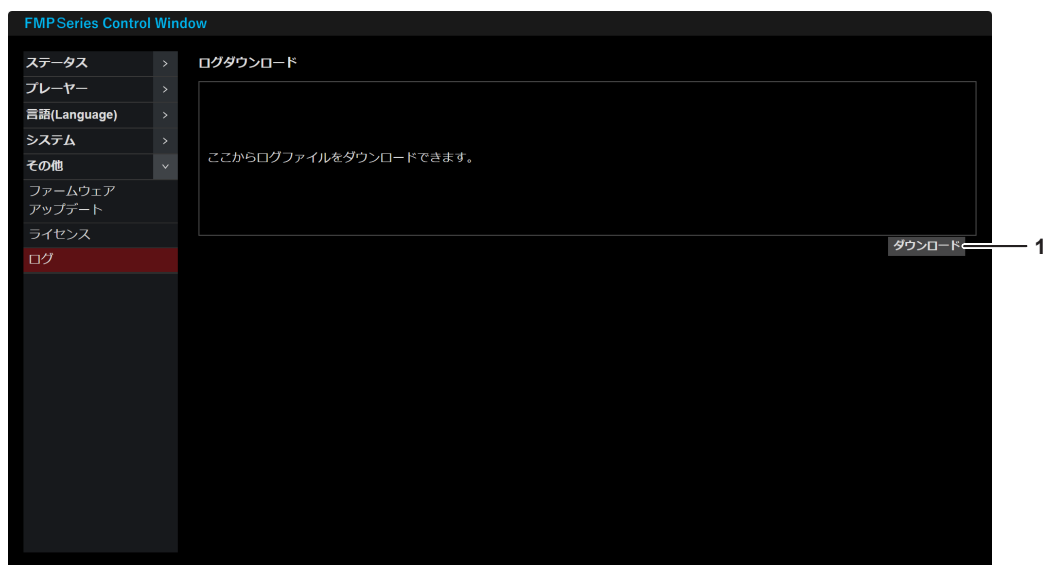 FMPSeries Control Window
ステータス
プレーヤー
言語(Language)
システム
その他
ファームウェア
アップデート
ライセンス
ログ
ログダウンロード
ここからログファイルをダウンロードできます。
ダウンロード
1